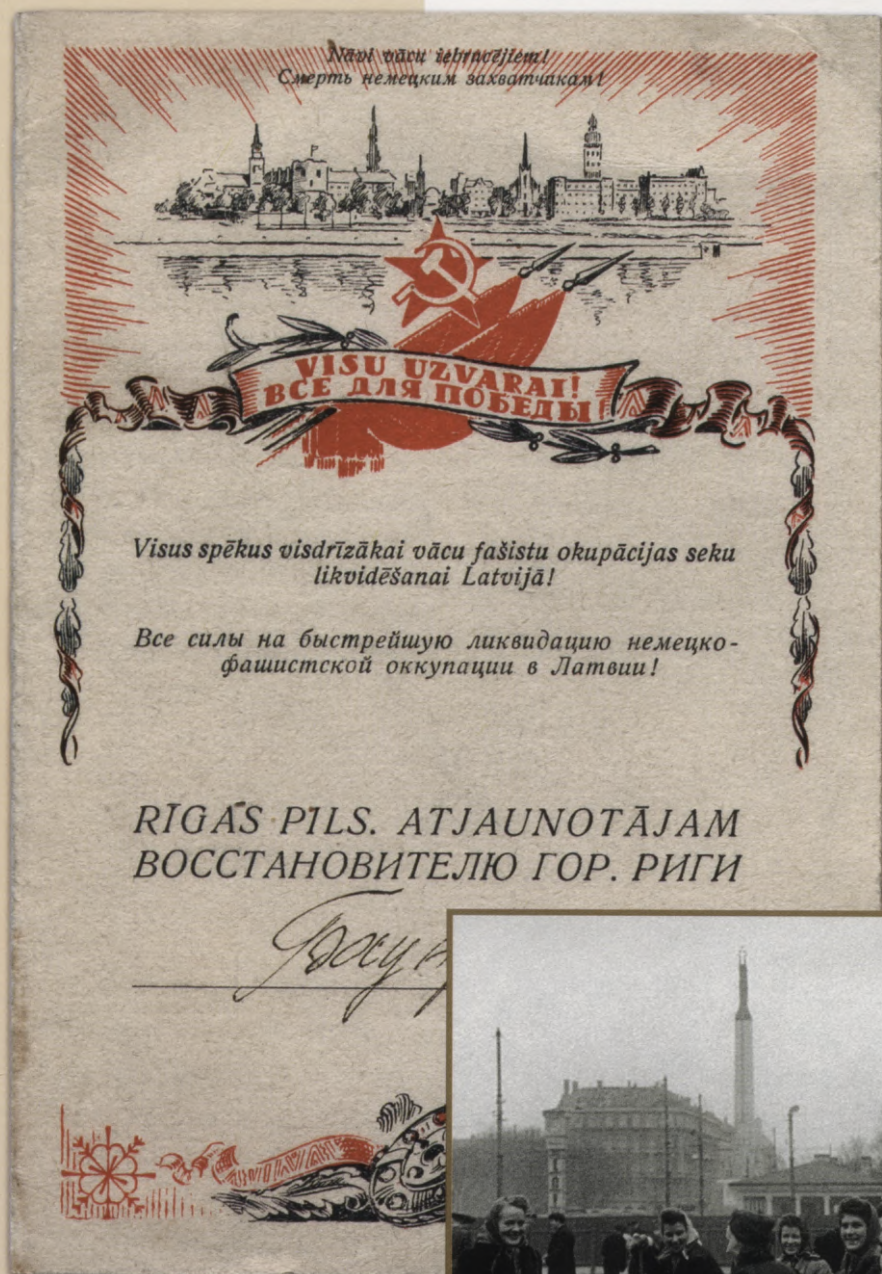 Nāvi vācu iebrucējiem!
Смерть немецким захватчикам!
VISU UZVARAI!
ВСЕ ДЛЯ ПОБЕДЫ!
Visus spēkus visdrīzākai vācu fašistu okupācijas seku
likvidēšanai Latvijā!
Все силы на быстрейшую ликвидацию немецко-
фашистской оккупации в Латвии!
RĪGAS PILS. ATJAUNOTĀJAM
ВОССТАНОВИТЕЛЮ ГОР. РИГИ